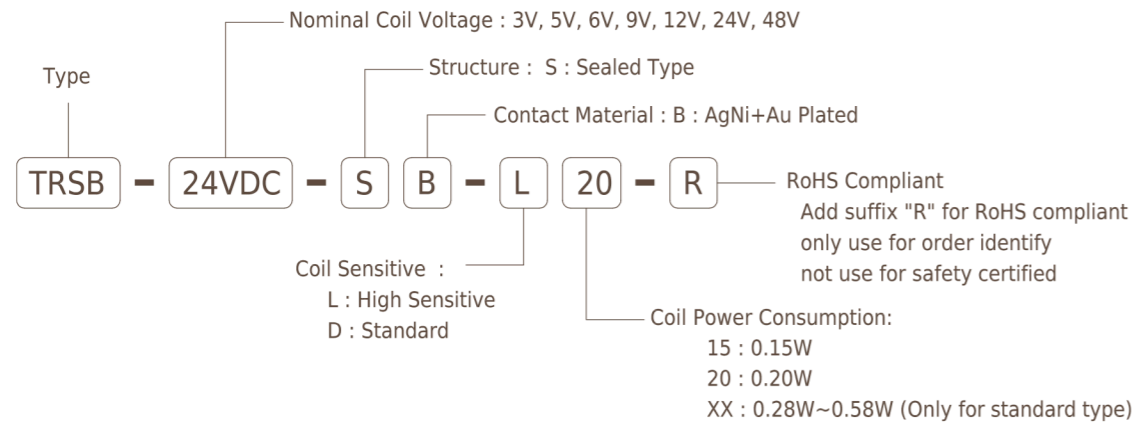 Nominal Coil Voltage : 3V, 5V, 6V, 9V, 12V, 24V, 48V
Type
Structure : S : Sealed Type
Contact Material : B : AgNi+Au Plated
TRSB - 24VDC - S B - L 20 - R
RoHS Compliant
Add suffix "R" for RoHS compliant
only use for order identify
not use for safety certified
Coil Sensitive :
L : High Sensitive
D : Standard
Coil Power Consumption:
15 : 0.15W
20 : 0.20W
XX : 0.28W~0.58W (Only for standard type)